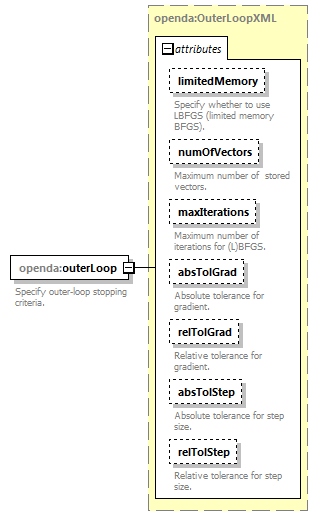 openda:OuterLoopXML
attributes
limitedMemory
Specify whether to use
LBFGS (limited memory
BFGS).
numOfVectors
Maximum number of stored
vectors.
maxIterations
Maximum number of
iterations for (L)BFGS.
openda:outerLoop
Specify outer-loop stopping
criteria.
absTolGrad
Absolute tolerance for
gradient.
relTolGrad
Relative tolerance for
gradient.
absTolStep
Absolute tolerance for step
size.
relTolStep
Relative tolerance for step
size.